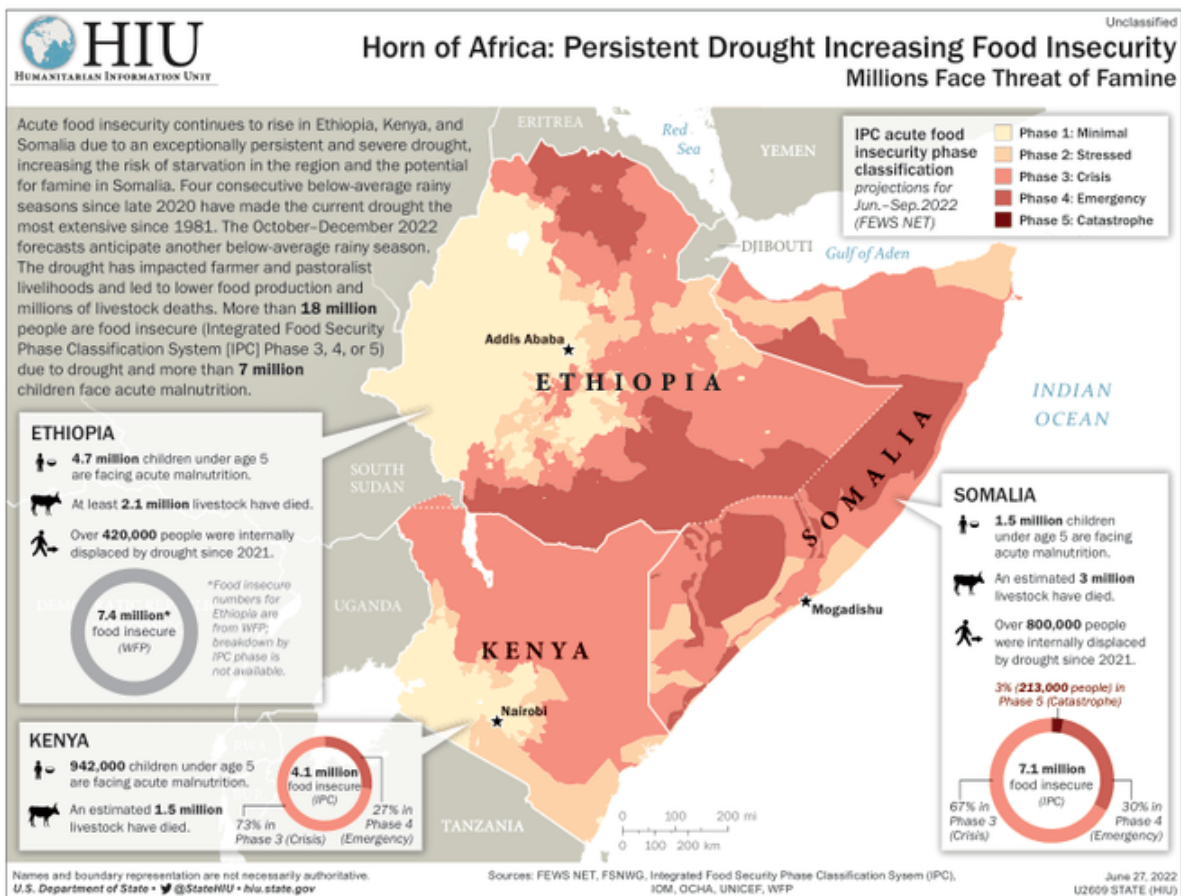 HIU
HUMANITARIAN INFORMATION UNIT
Unclassified
Horn of Africa: Persistent Drought Increasing Food Insecurity
Millions Face Threat of Famine
Acute food insecurity continues to rise in Ethiopia, Kenya, and
Somalia due to an exceptionally persistent and severe drought,
increasing the risk of starvation in the region and the potential
for famine in Somalia. Four consecutive below-average rainy
seasons since late 2020 have made the current drought the
most extensive since 1981. The October–December 2022
forecasts anticipate another below-average rainy season.
The drought has impacted farmer and pastoralist
livelihoods and led to lower food production and
millions of livestock deaths. More than 18 million
people are food insecure (Integrated Food Security
Phase Classification System [IPC] Phase 3, 4, or 5)
due to drought and more than 7 million
children face acute malnutrition.
IPC acute food
insecurity phase
classification
projections for
Jun.–Sep.2022
(FEWS NET)
Phase 1: Minimal
Phase 2: Stressed
Phase 3: Crisis
Phase 4: Emergency
Phase 5: Catastrophe
ERITREA
Red
Sea
YEMEN
DJIBOUTI
Gulf of Aden
Addis Ababa
ETHIOPIA
INDIAN
OCEAN
SOUTH
SUDAN
SOMALIA
Mogadishu
UGANDA
KENYA
Nairobi
TANZANIA
ETHIOPIA
4.7 million children under age 5
are facing acute malnutrition.
At least 2.1 million livestock have died.
Over 420,000 people were internally
displaced by drought since 2021.
7.4 million*
food insecure
(WFP)
*Food insecure
numbers for
Ethiopia are
from WFP;
breakdown by
IPC phase is
not available.
KENYA
942,000 children under age 5
are facing acute malnutrition.
An estimated 1.5 million
livestock have died.
4.1 million
food insecure
(IPC)
73% in
Phase 3 (Crisis)
27% in
Phase 4
(Emergency)
SOMALIA
1.5 million children
under age 5 are facing
acute malnutrition.
An estimated 3 million
livestock have died.
Over 800,000 people
were internally displaced
by drought since 2021.
3% (213,000 people) in
Phase 5 (Catastrophe)
7.1 million
food insecure
(IPC)
67% in
Phase 3
(Crisis)
30% in
Phase 4
(Emergency)
0 100 200 mi
0 100 200 km
Names and boundary representation are not necessarily authoritative.
U.S. Department of State • @StateHIU • hiu.state.gov
Sources: FEWS NET, FSNWG, Integrated Food Security Phase Classification Sysem (IPC),
IOM, OCHA, UNICEF, WFP
June 27, 2022
U2609 STATE (HIU)